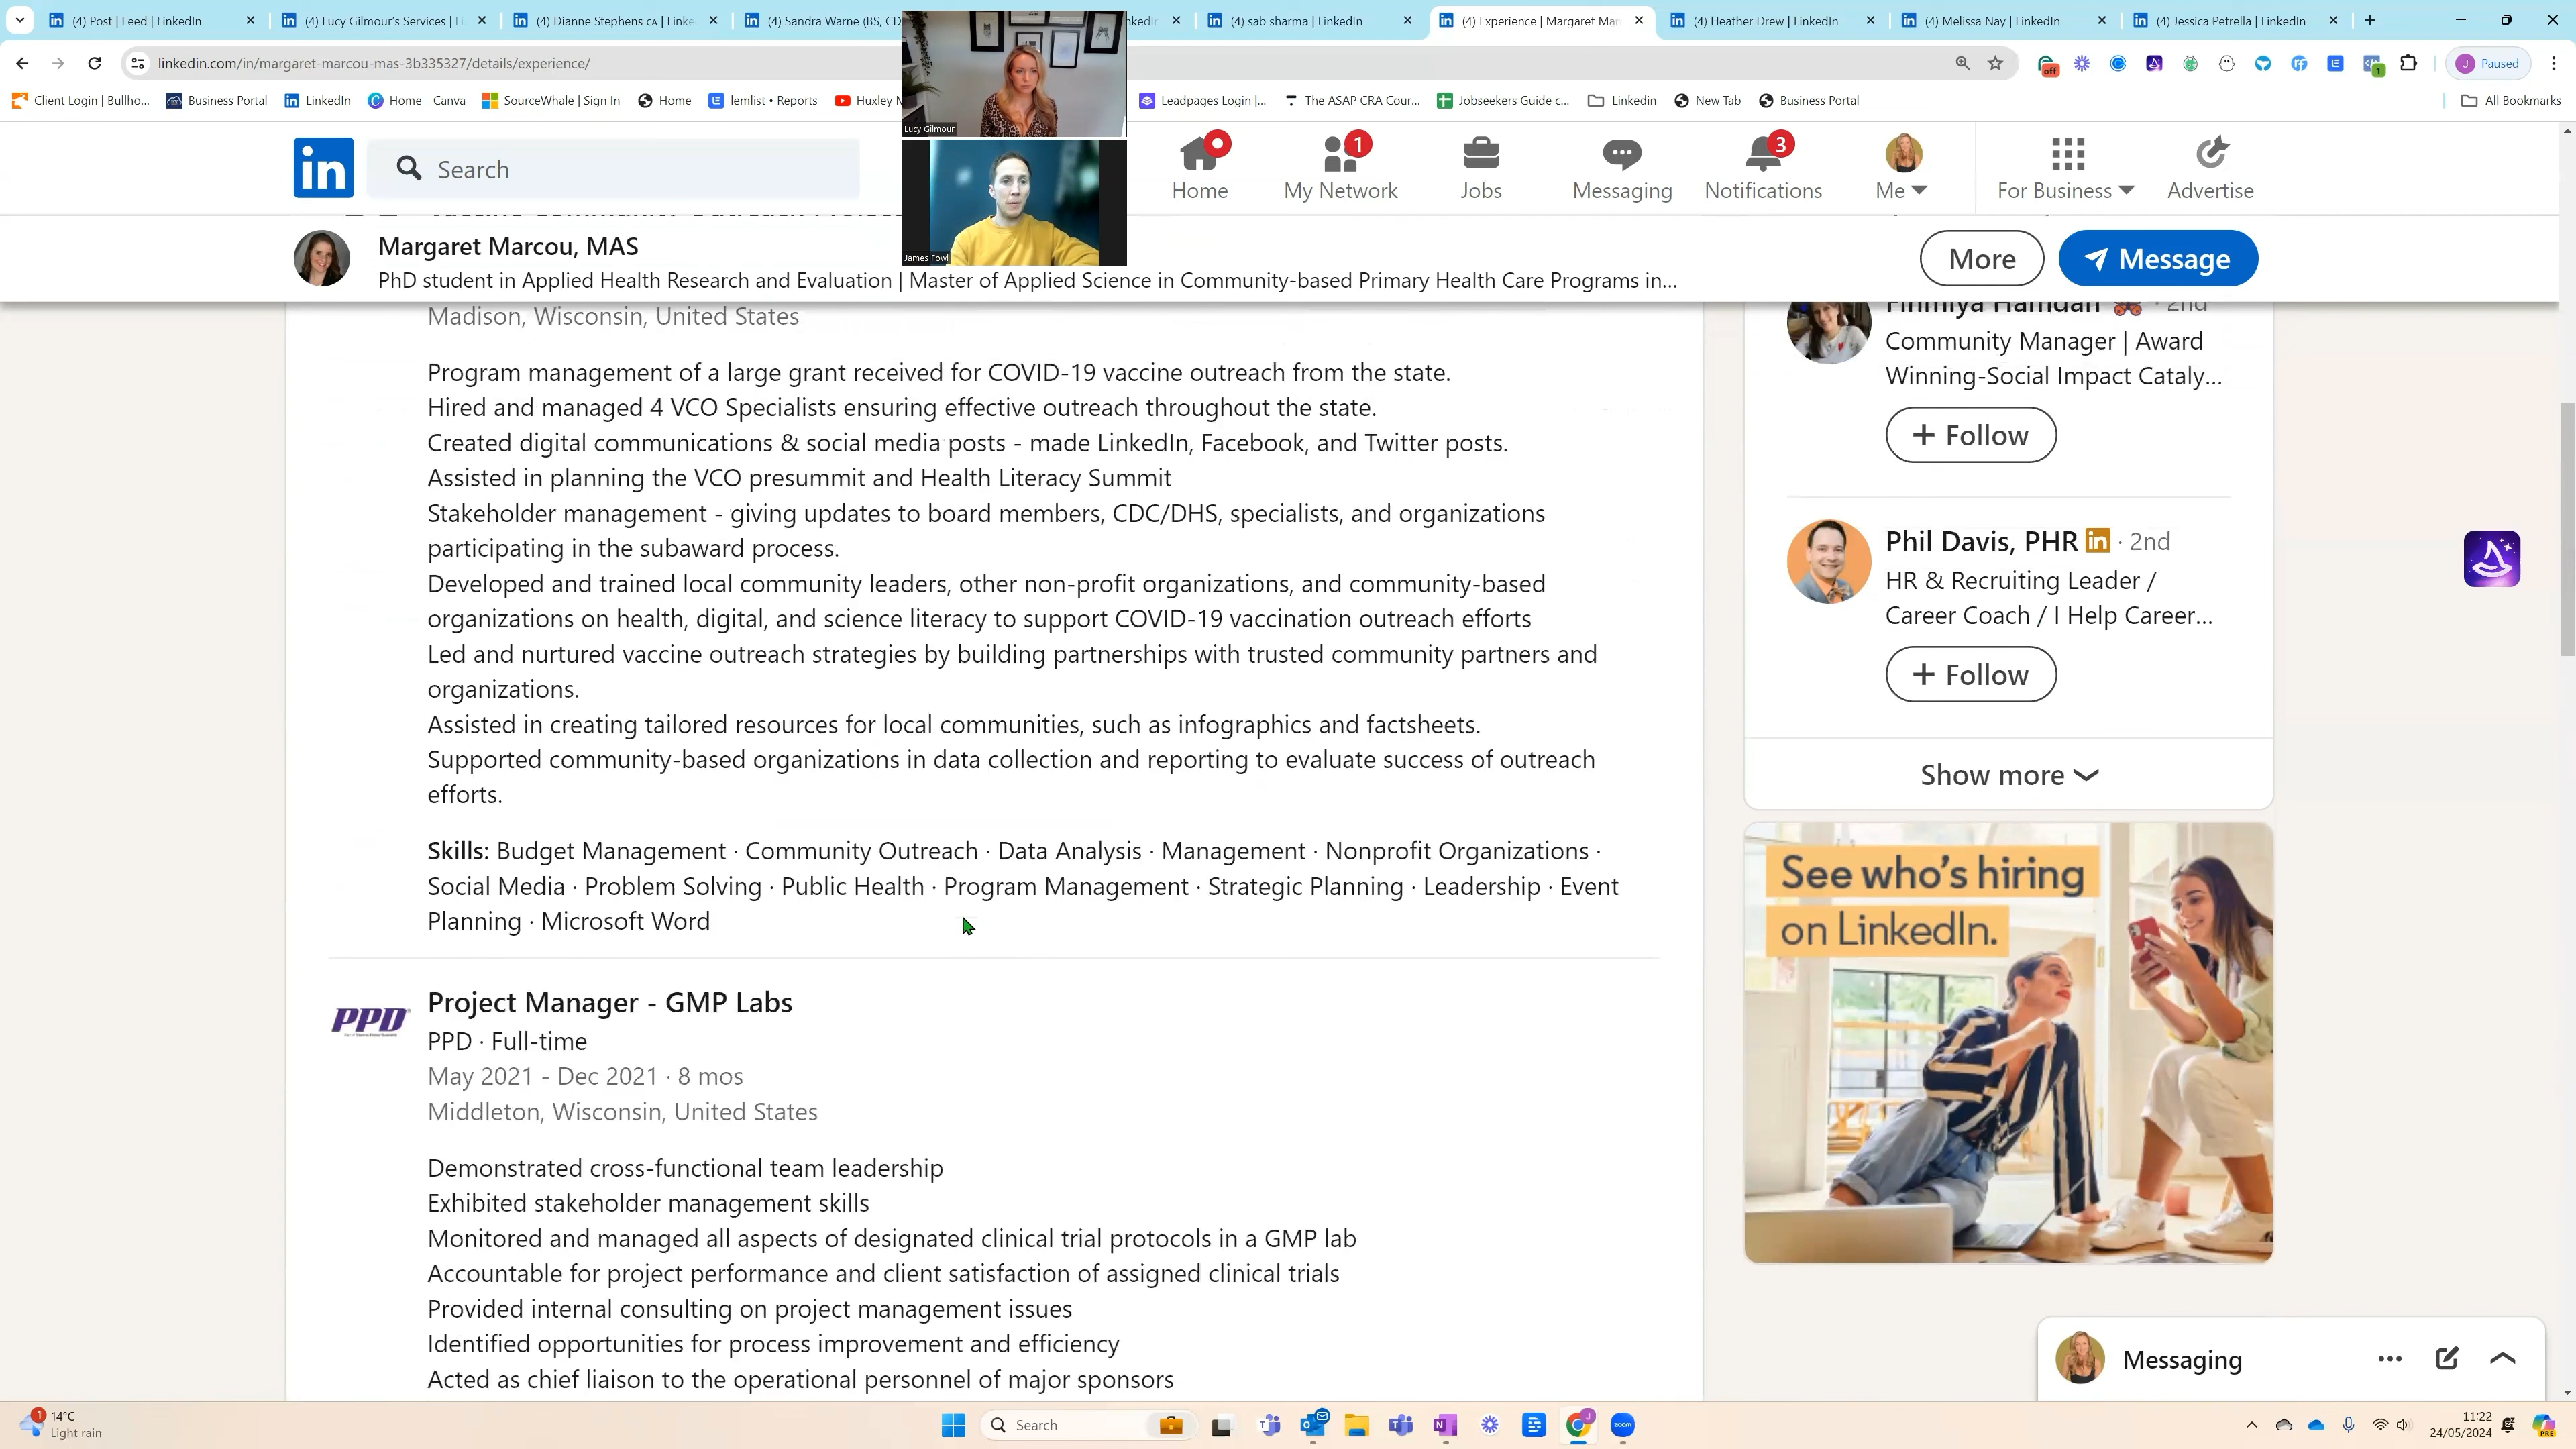 (4) Post | Feed | LinkedIn
(4) Lucy Gilmour's Services | L
(4) Dianne Stephens CA | Linke
(4) Sandra Warne (BS, CD
nkedIn
(4) sab sharma | LinkedIn
(4) Experience | Margaret Mar
(4) Heather Drew | LinkedIn
(4) Melissa Nay | LinkedIn
(4) Jessica Petrella | LinkedIn
linkedin.com/in/margaret-marcou-mas-3b335327/details/experience/
off
1
J Paused
Client Login | Bullho...
Business Portal
LinkedIn
Home - Canva
SourceWhale | Sign In
Home
lemlist • Reports
Huxley M
Leadpages Login |...
The ASAP CRA Cour...
Jobseekers Guide c...
Linkedin
New Tab
Business Portal
All Bookmarks
Lucy Gilmour
James Fowl
in
Search
Home
1
My Network
Jobs
Messaging
3
Notifications
Me
For Business
Advertise
Margaret Marcou, MAS
PhD student in Applied Health Research and Evaluation | Master of Applied Science in Community-based Primary Health Care Programs in...
More
Message
Madison, Wisconsin, United States
Program management of a large grant received for COVID-19 vaccine outreach from the state.
Hired and managed 4 VCO Specialists ensuring effective outreach throughout the state.
Created digital communications & social media posts - made LinkedIn, Facebook, and Twitter posts.
Assisted in planning the VCO presummit and Health Literacy Summit
Stakeholder management - giving updates to board members, CDC/DHS, specialists, and organizations
participating in the subaward process.
Developed and trained local community leaders, other non-profit organizations, and community-based
organizations on health, digital, and science literacy to support COVID-19 vaccination outreach efforts
Led and nurtured vaccine outreach strategies by building partnerships with trusted community partners and
organizations.
Assisted in creating tailored resources for local communities, such as infographics and factsheets.
Supported community-based organizations in data collection and reporting to evaluate success of outreach
efforts.
Skills: Budget Management · Community Outreach · Data Analysis · Management · Nonprofit Organizations ·
Social Media · Problem Solving · Public Health · Program Management · Strategic Planning · Leadership · Event
Planning · Microsoft Word
PPD
Project Manager - GMP Labs
PPD · Full-time
May 2021 - Dec 2021 · 8 mos
Middleton, Wisconsin, United States
Demonstrated cross-functional team leadership
Exhibited stakeholder management skills
Monitored and managed all aspects of designated clinical trial protocols in a GMP lab
Accountable for project performance and client satisfaction of assigned clinical trials
Provided internal consulting on project management issues
Identified opportunities for process improvement and efficiency
Acted as chief liaison to the operational personnel of major sponsors
Hamdan · 2nd
Community Manager | Award
Winning-Social Impact Cataly...
+ Follow
Phil Davis, PHR in · 2nd
HR & Recruiting Leader /
Career Coach / I Help Career...
+ Follow
Show more
See who's hiring
on LinkedIn.
Messaging
1
14°C
Light rain
Search
zoom
11:22
24/05/2024
PRE